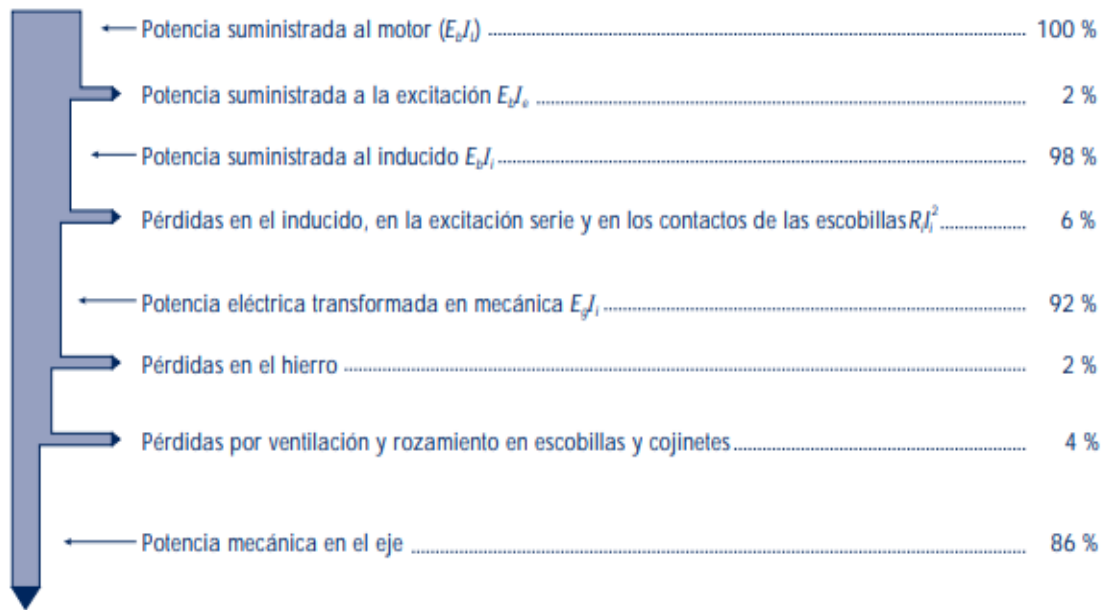 Potencia suministrada al motor (EbIL) 100 %
Potencia suministrada a la excitación EbIe 2 %
Potencia suministrada al inducido EbIi 98 %
Pérdidas en el inducido, en la excitación serie y en los contactos de las escobillas RiIi² 6 %
Potencia eléctrica transformada en mecánica EgIi 92 %
Pérdidas en el hierro 2 %
Pérdidas por ventilación y rozamiento en escobillas y cojinetes 4 %
Potencia mecánica en el eje 86 %